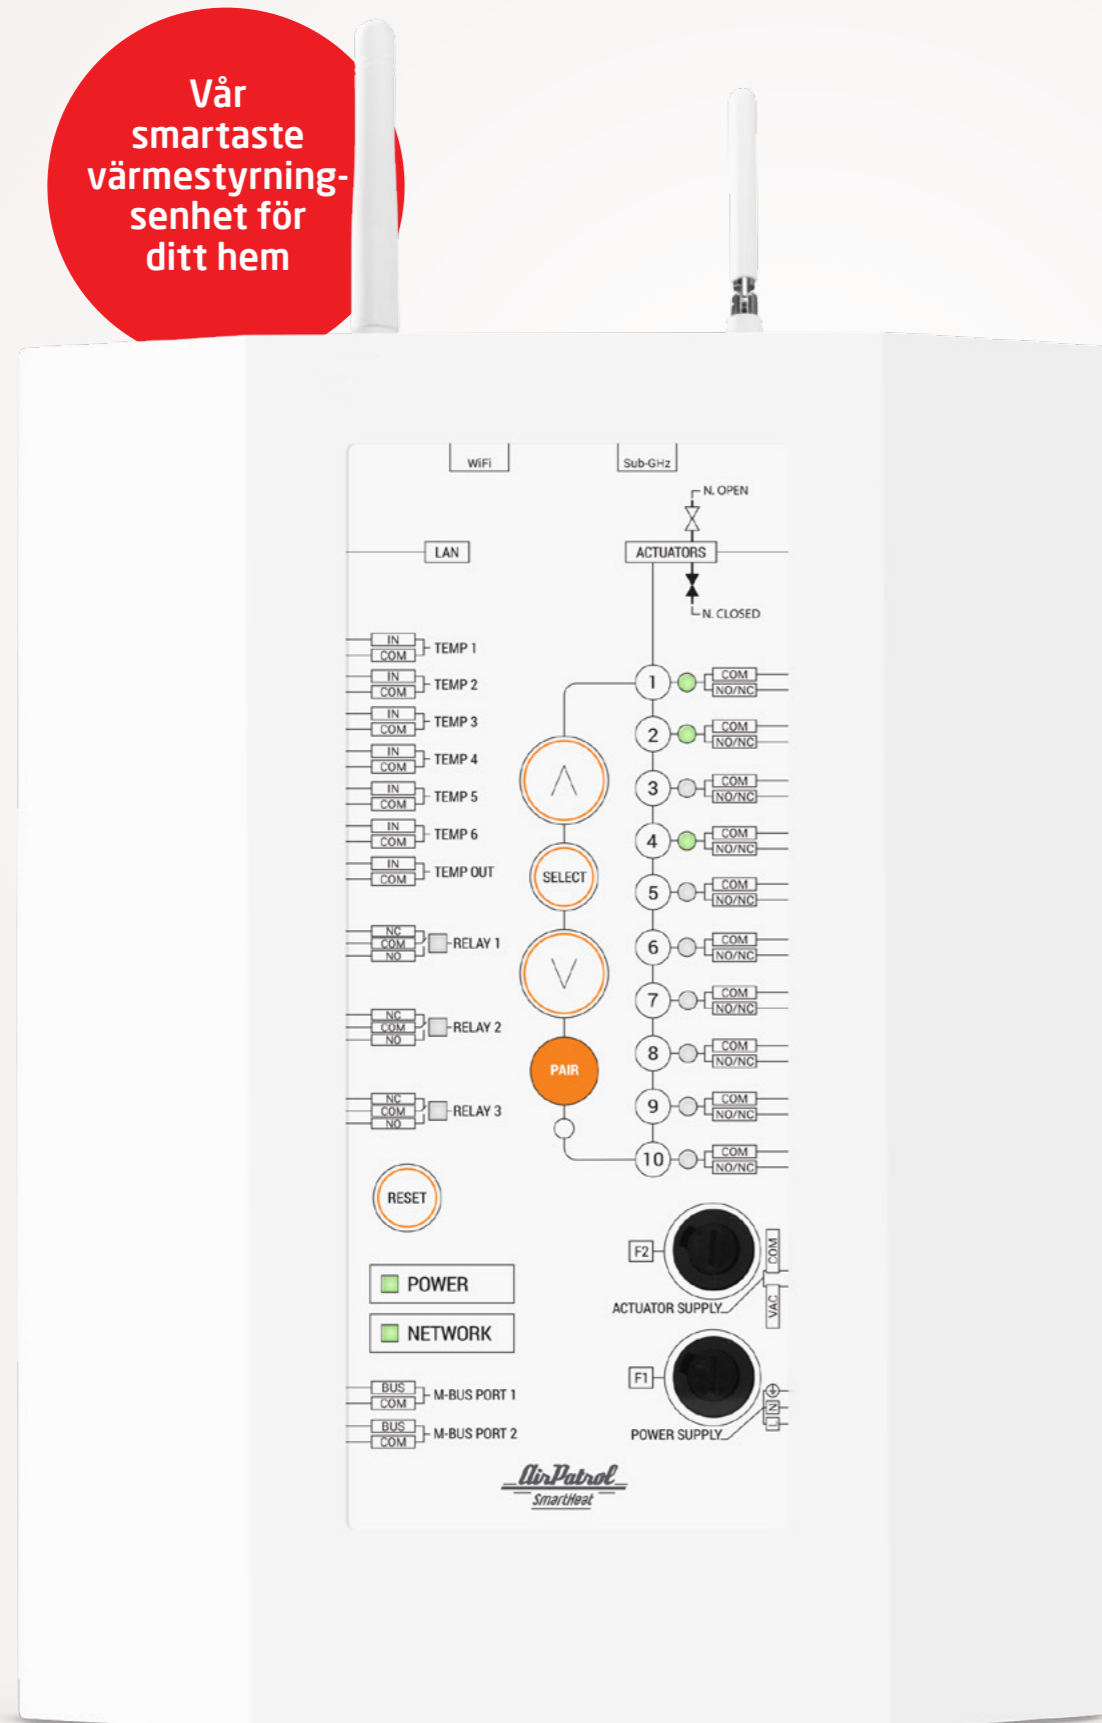 Vår
smartaste
värmestyrning-
senhet för
ditt hem
WiFi
Sub-GHz
N. OPEN
LAN
ACTUATORS
N. CLOSED
IN
COM
TEMP 1
IN
COM
TEMP 2
IN
COM
TEMP 3
IN
COM
TEMP 4
IN
COM
TEMP 5
IN
COM
TEMP 6
IN
COM
TEMP OUT
NC
COM
NO
RELAY 1
NC
COM
NO
RELAY 2
NC
COM
NO
RELAY 3
SELECT
PAIR
1
COM
NO/NC
2
COM
NO/NC
3
COM
NO/NC
4
COM
NO/NC
5
COM
NO/NC
6
COM
NO/NC
7
COM
NO/NC
8
COM
NO/NC
9
COM
NO/NC
10
COM
NO/NC
RESET
POWER
NETWORK
F2
COM
VAC
ACTUATOR SUPPLY
F1
L
N
POWER SUPPLY
BUS
COM
M-BUS PORT 1
BUS
COM
M-BUS PORT 2
AirPatrol
SmartHeat